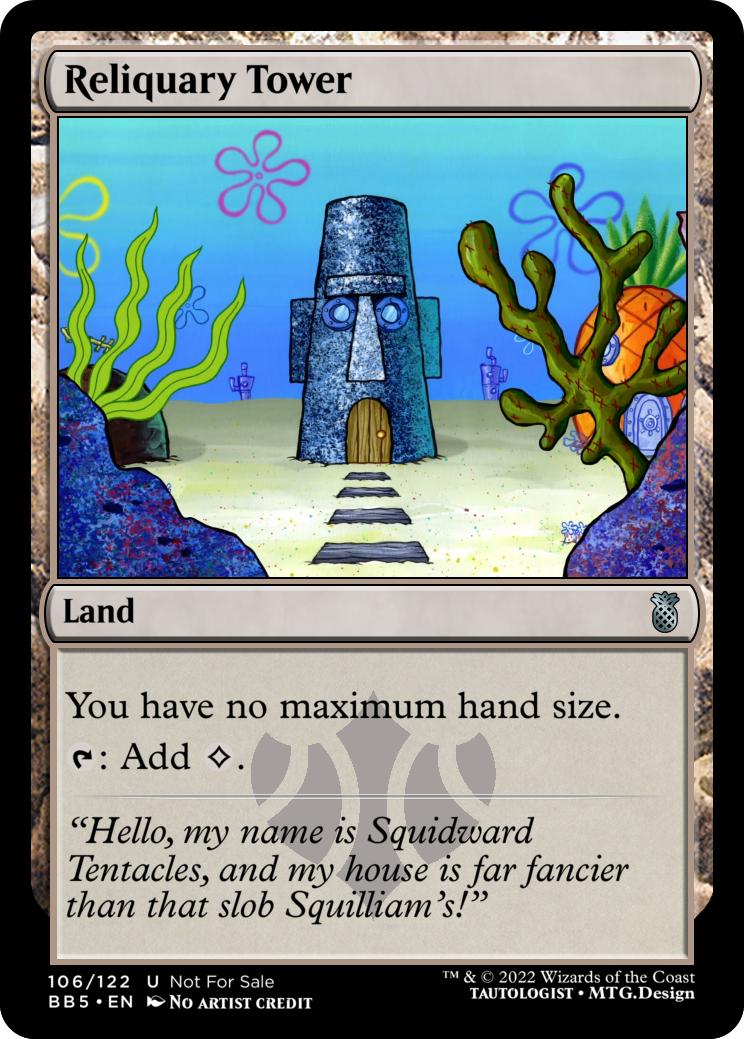 Reliquary Tower
Land
You have no maximum hand size.
: Add .
“Hello, my name is Squidward
Tentacles, and my house is far fancier
than that slob Squilliam’s!”
106/122 U Not For Sale
BB5 • EN No artist credit
™ & © 2022 Wizards of the Coast
TAUTOLOGIST • MTG.Design